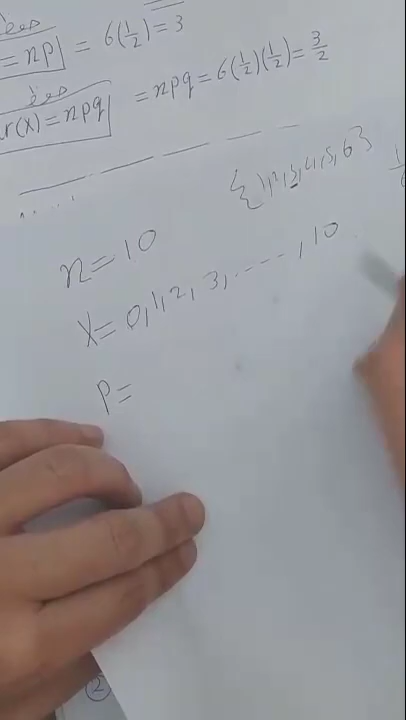 = np = 6(1/2) = 3
r(X) = npq = npq = 6(1/2)(1/2) = 3/2
{1,2,3,4,5,6}
n = 10
X = 0,1,2,3,....,10
P =
2